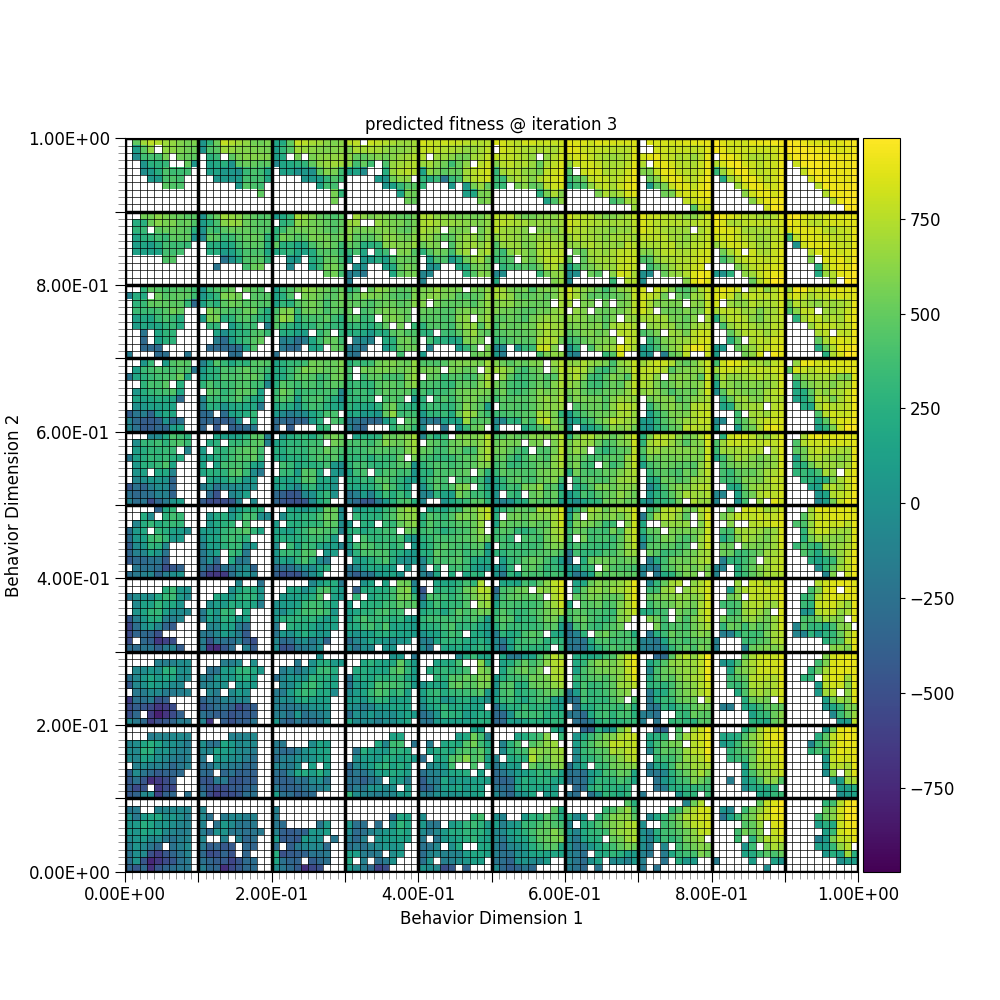 predicted fitness @ iteration 3
1.00E+00
8.00E-01
6.00E-01
4.00E-01
2.00E-01
0.00E+00
Behavior Dimension 2
0.00E+00 2.00E-01 4.00E-01 6.00E-01 8.00E-01 1.00E+00
Behavior Dimension 1
750
500
250
0
−250
−500
−750